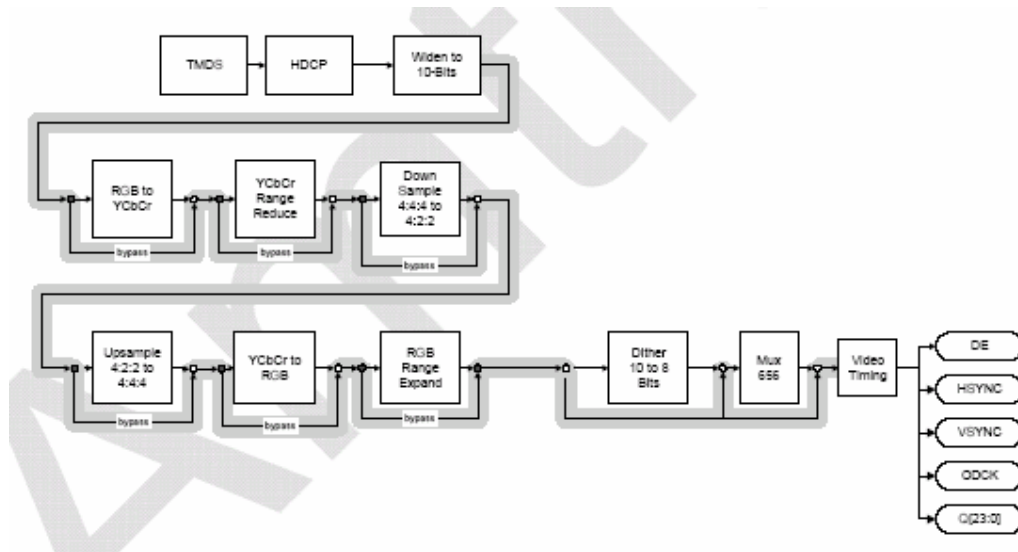 TMDS
HDCP
Widen to
10-Bits
RGB to
YCbCr
YCbCr
Range
Reduce
Down
Sample
4:4:4 to
4:2:2
bypass
bypass
bypass
Upsample
4:2:2 to
4:4:4
YCbCr to
RGB
RGB
Range
Expand
Dither
10 to 8
Bits
Mux
656
Video
Timing
bypass
bypass
bypass
DE
HSYNC
VSYNC
ODCK
Q[23:0]